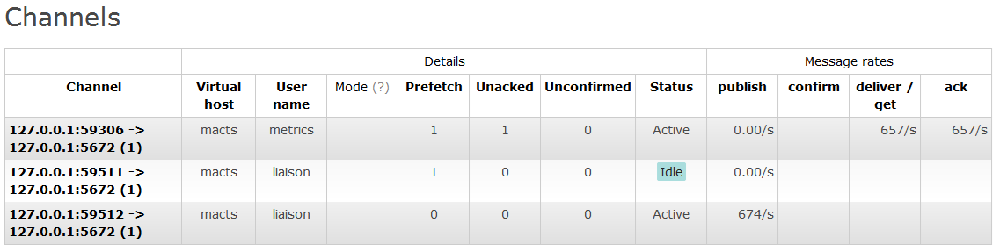 Channels
Details Message rates
Channel Virtual host User name Mode (?) Prefetch Unacked Unconfirmed Status publish confirm deliver / get ack
127.0.0.1:59306 -> 127.0.0.1:5672 (1) macts metrics 1 1 0 Active 0.00/s 657/s 657/s
127.0.0.1:59511 -> 127.0.0.1:5672 (1) macts liaison 1 0 0 Idle 0.00/s
127.0.0.1:59512 -> 127.0.0.1:5672 (1) macts liaison 0 0 0 Active 674/s